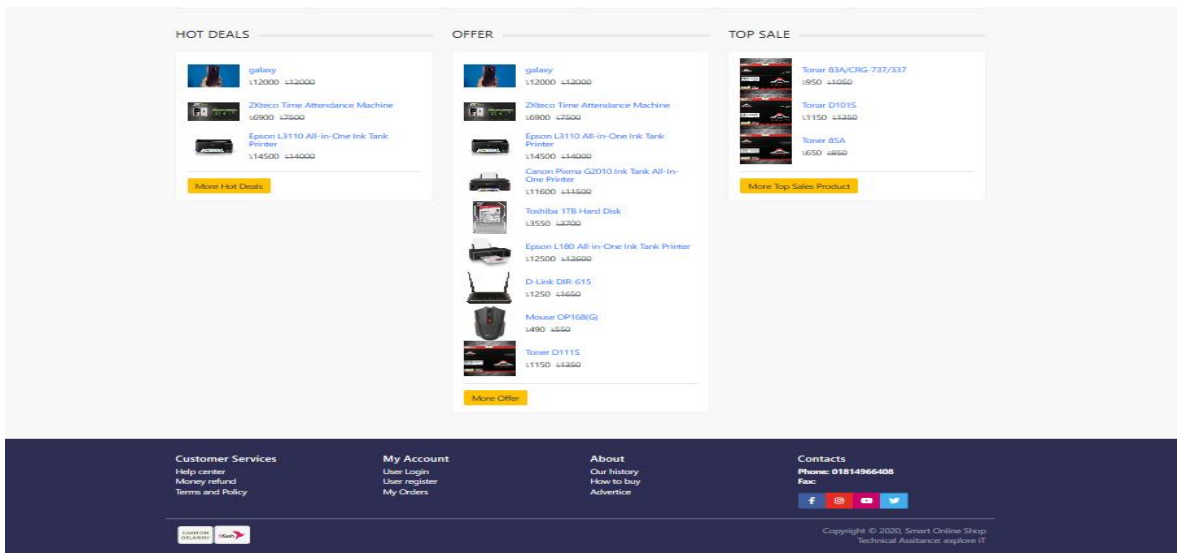 HOT DEALS
galaxy
৳12000 ৳13000
ZKteco Time Attendance Machine
৳6900 ৳7500
Epson L3110 All-in-One Ink Tank
Printer
৳14500 ৳14000
More Hot Deals
OFFER
galaxy
৳12000 ৳13000
ZKteco Time Attendance Machine
৳6900 ৳7500
Epson L3110 All-in-One Ink Tank
Printer
৳14500 ৳14000
Canon Pixma G2010 Ink Tank All-In-
One Printer
৳11600 ৳11500
Toshiba 1TB Hard Disk
৳3550 ৳3700
Epson L180 All-in-One Ink Tank Printer
৳12500 ৳13600
D-Link DIR-615
৳1250 ৳1650
Mouse OP168(G)
৳490 ৳550
Toner D111S
৳1150 ৳1350
More Offer
TOP SALE
Tonar 83A/CRG-737/337
৳950 ৳1050
Tonar D101S
৳1150 ৳1350
Toner 85A
৳650 ৳850
More Top Sales Product
Customer Services
Help center
Money refund
Terms and Policy
My Account
User Login
User register
My Orders
About
Our history
How to buy
Advertice
Contacts
Phone: 01814966408
Fax:
CASH ON
DELIVERY
bKash
Copyright © 2020, Smart Online Shop
Technical Assitance: explore iT